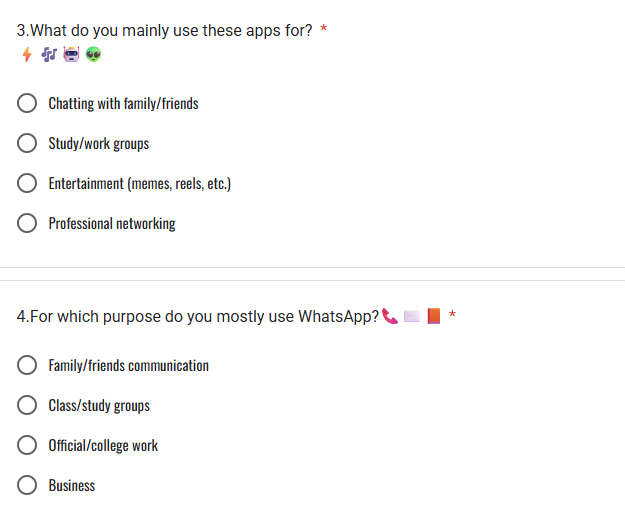 3.What do you mainly use these apps for? *
⚡ 🎶 🤖 👽
Chatting with family/friends
Study/work groups
Entertainment (memes, reels, etc.)
Professional networking
4.For which purpose do you mostly use WhatsApp?📞 ✉️ 📕 *
Family/friends communication
Class/study groups
Official/college work
Business